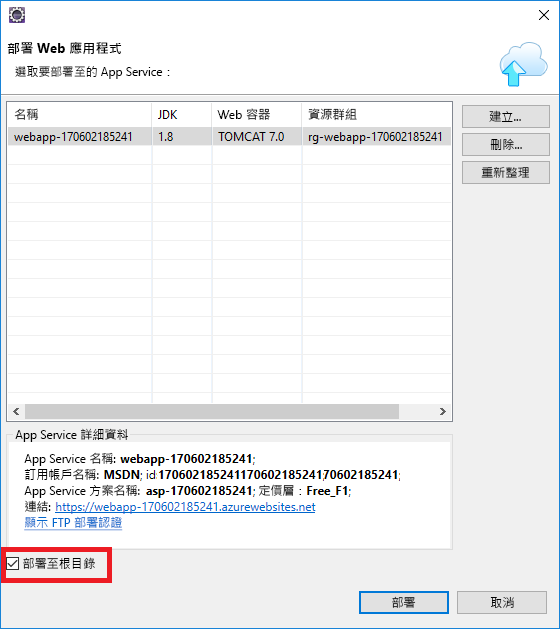 部署 Web 應用程式
選取要部署至的 App Service：
名稱 JDK Web 容器 資源群組
webapp-170602185241 1.8 TOMCAT 7.0 rg-webapp-170602185241
建立...
刪除...
重新整理
App Service 詳細資料
App Service 名稱: webapp-170602185241;
訂用帳戶名稱: MSDN; id:170602185241170602185241170602185241;
App Service 方案名稱: asp-170602185241; 定價層：Free_F1;
連結: https://webapp-170602185241.azurewebsites.net
顯示 FTP 部署認證
部署至根目錄
部署 取消